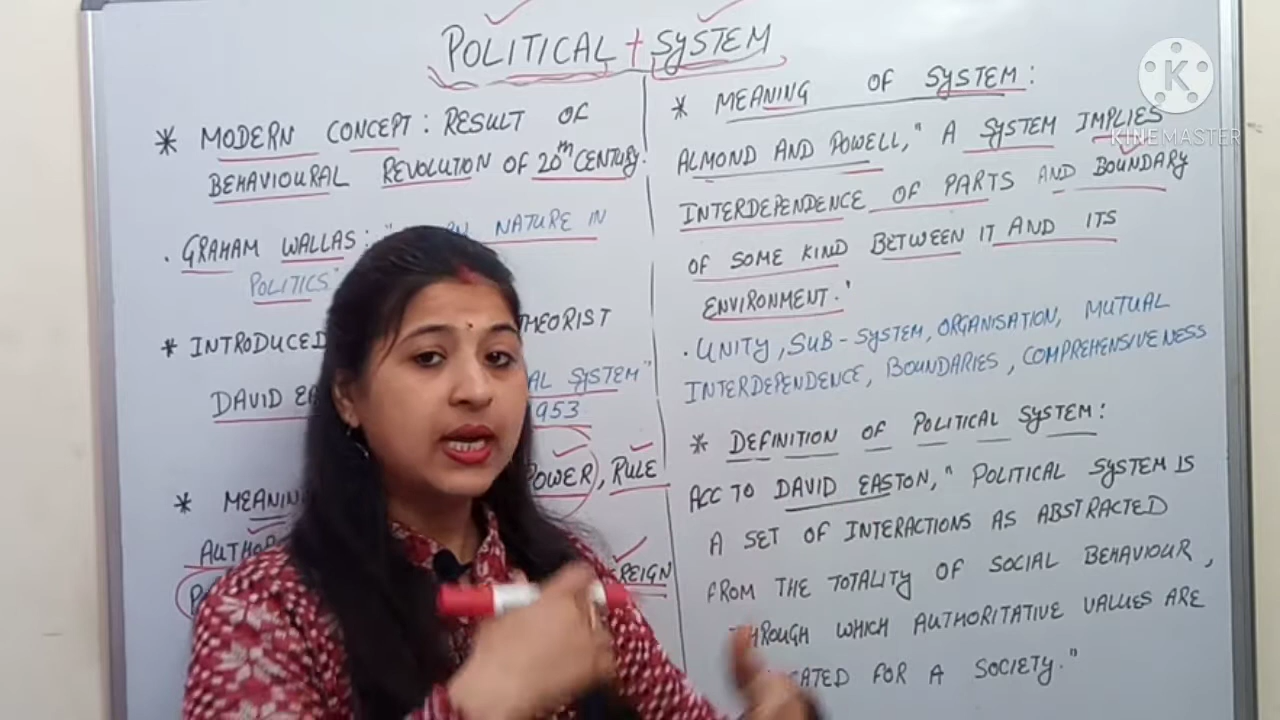 POLITICAL + SYSTEM
* MODERN CONCEPT: RESULT OF
BEHAVIOURAL REVOLUTION OF 20th CENTURY.
. GRAHAM WALLAS: " NATURE IN
POLITICS"
* INTRODUCED THEORIST
DAVID SYSTEM"
1953
* MEANING POWER, RULE
* MEANING OF SYSTEM:
ALMOND AND POWELL, " A SYSTEM IMPLIES
INTERDEPENDENCE OF PARTS AND BOUNDARY
OF SOME KIND BETWEEN IT AND ITS
ENVIRONMENT."
. UNITY, SUB-SYSTEM, ORGANISATION, MUTUAL
INTERDEPENDENCE, BOUNDARIES, COMPREHENSIVENESS
* DEFINITION OF POLITICAL SYSTEM:
ACC TO DAVID EASTON, " POLITICAL SYSTEM IS
A SET OF INTERACTIONS AS ABSTRACTED
FROM THE TOTALITY OF SOCIAL BEHAVIOUR,
THROUGH WHICH AUTHORITATIVE VALUES ARE
FOR A SOCIETY."
K
KINEMASTER